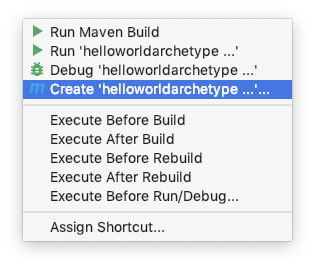 Run Maven Build
Run 'helloworldarchetype ...'
Debug 'helloworldarchetype ...'
Create 'helloworldarchetype ...'...
Execute Before Build
Execute After Build
Execute Before Rebuild
Execute After Rebuild
Execute Before Run/Debug...
Assign Shortcut...